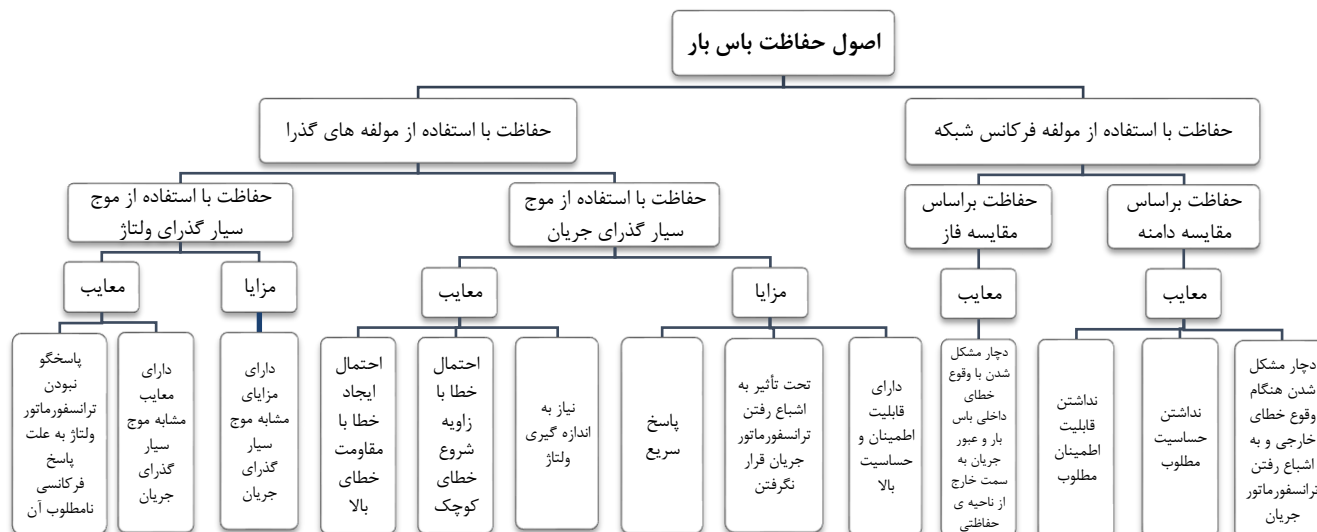 اصول حفاظت باس بار
حفاظت با استفاده از مولفه فرکانس شبکه
حفاظت با استفاده از مولفه های گذرا
حفاظت براساس
مقایسه دامنه
حفاظت براساس
مقایسه فاز
حفاظت با استفاده از موج
سیار گذرای جریان
حفاظت با استفاده از موج
سیار گذرای ولتاژ
معایب
معایب
مزایا
معایب
مزایا
معایب
دچار مشکل
شدن هنگام
وقوع خطای
خارجی و به
اشباع رفتن
ترانسفورماتور
جریان
نداشتن
حساسیت
مطلوب
نداشتن
قابلیت
اطمینان
مطلوب
دچار مشکل
شدن با وقوع
خطای
داخلی باس
بار و عبور
جریان به
سمت خارج
از ناحیه ی
حفاظتی
دارای
قابلیت
اطمینان و
حساسیت
بالا
تحت تأثیر به
اشباع رفتن
ترانسفورماتور
جریان قرار
نگرفتن
پاسخ
سریع
نیاز به
اندازه گیری
ولتاژ
احتمال
خطا با
زاویه
شروع
خطای
کوچک
احتمال
ایجاد
خطا با
مقاومت
خطای
بالا
دارای
مزایای
مشابه موج
سیار
گذرای
جریان
دارای
معایب
مشابه موج
سیار
گذرای
جریان
پاسخگو
نبودن
ترانسفورماتور
ولتاژ به علت
پاسخ
فرکانسی
نامطلوب آن